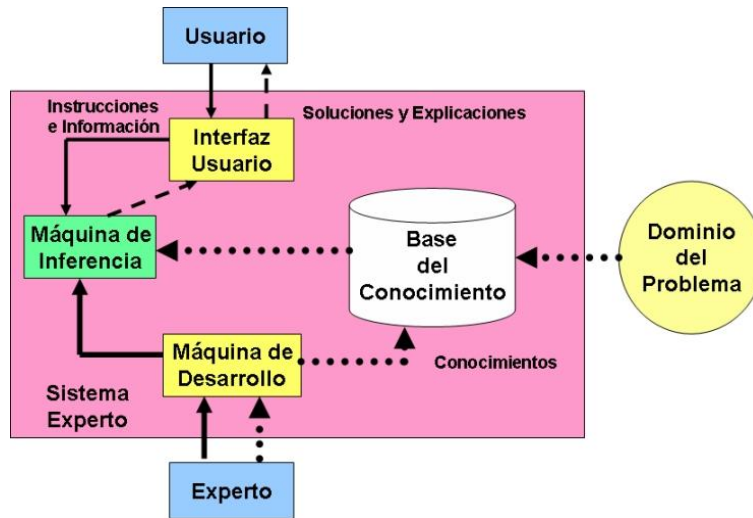 Usuario
Instrucciones
e Información
Soluciones y Explicaciones
Interfaz
Usuario
Máquina de
Inferencia
Base
del
Conocimiento
Dominio
del
Problema
Máquina de
Desarrollo
Conocimientos
Sistema
Experto
Experto